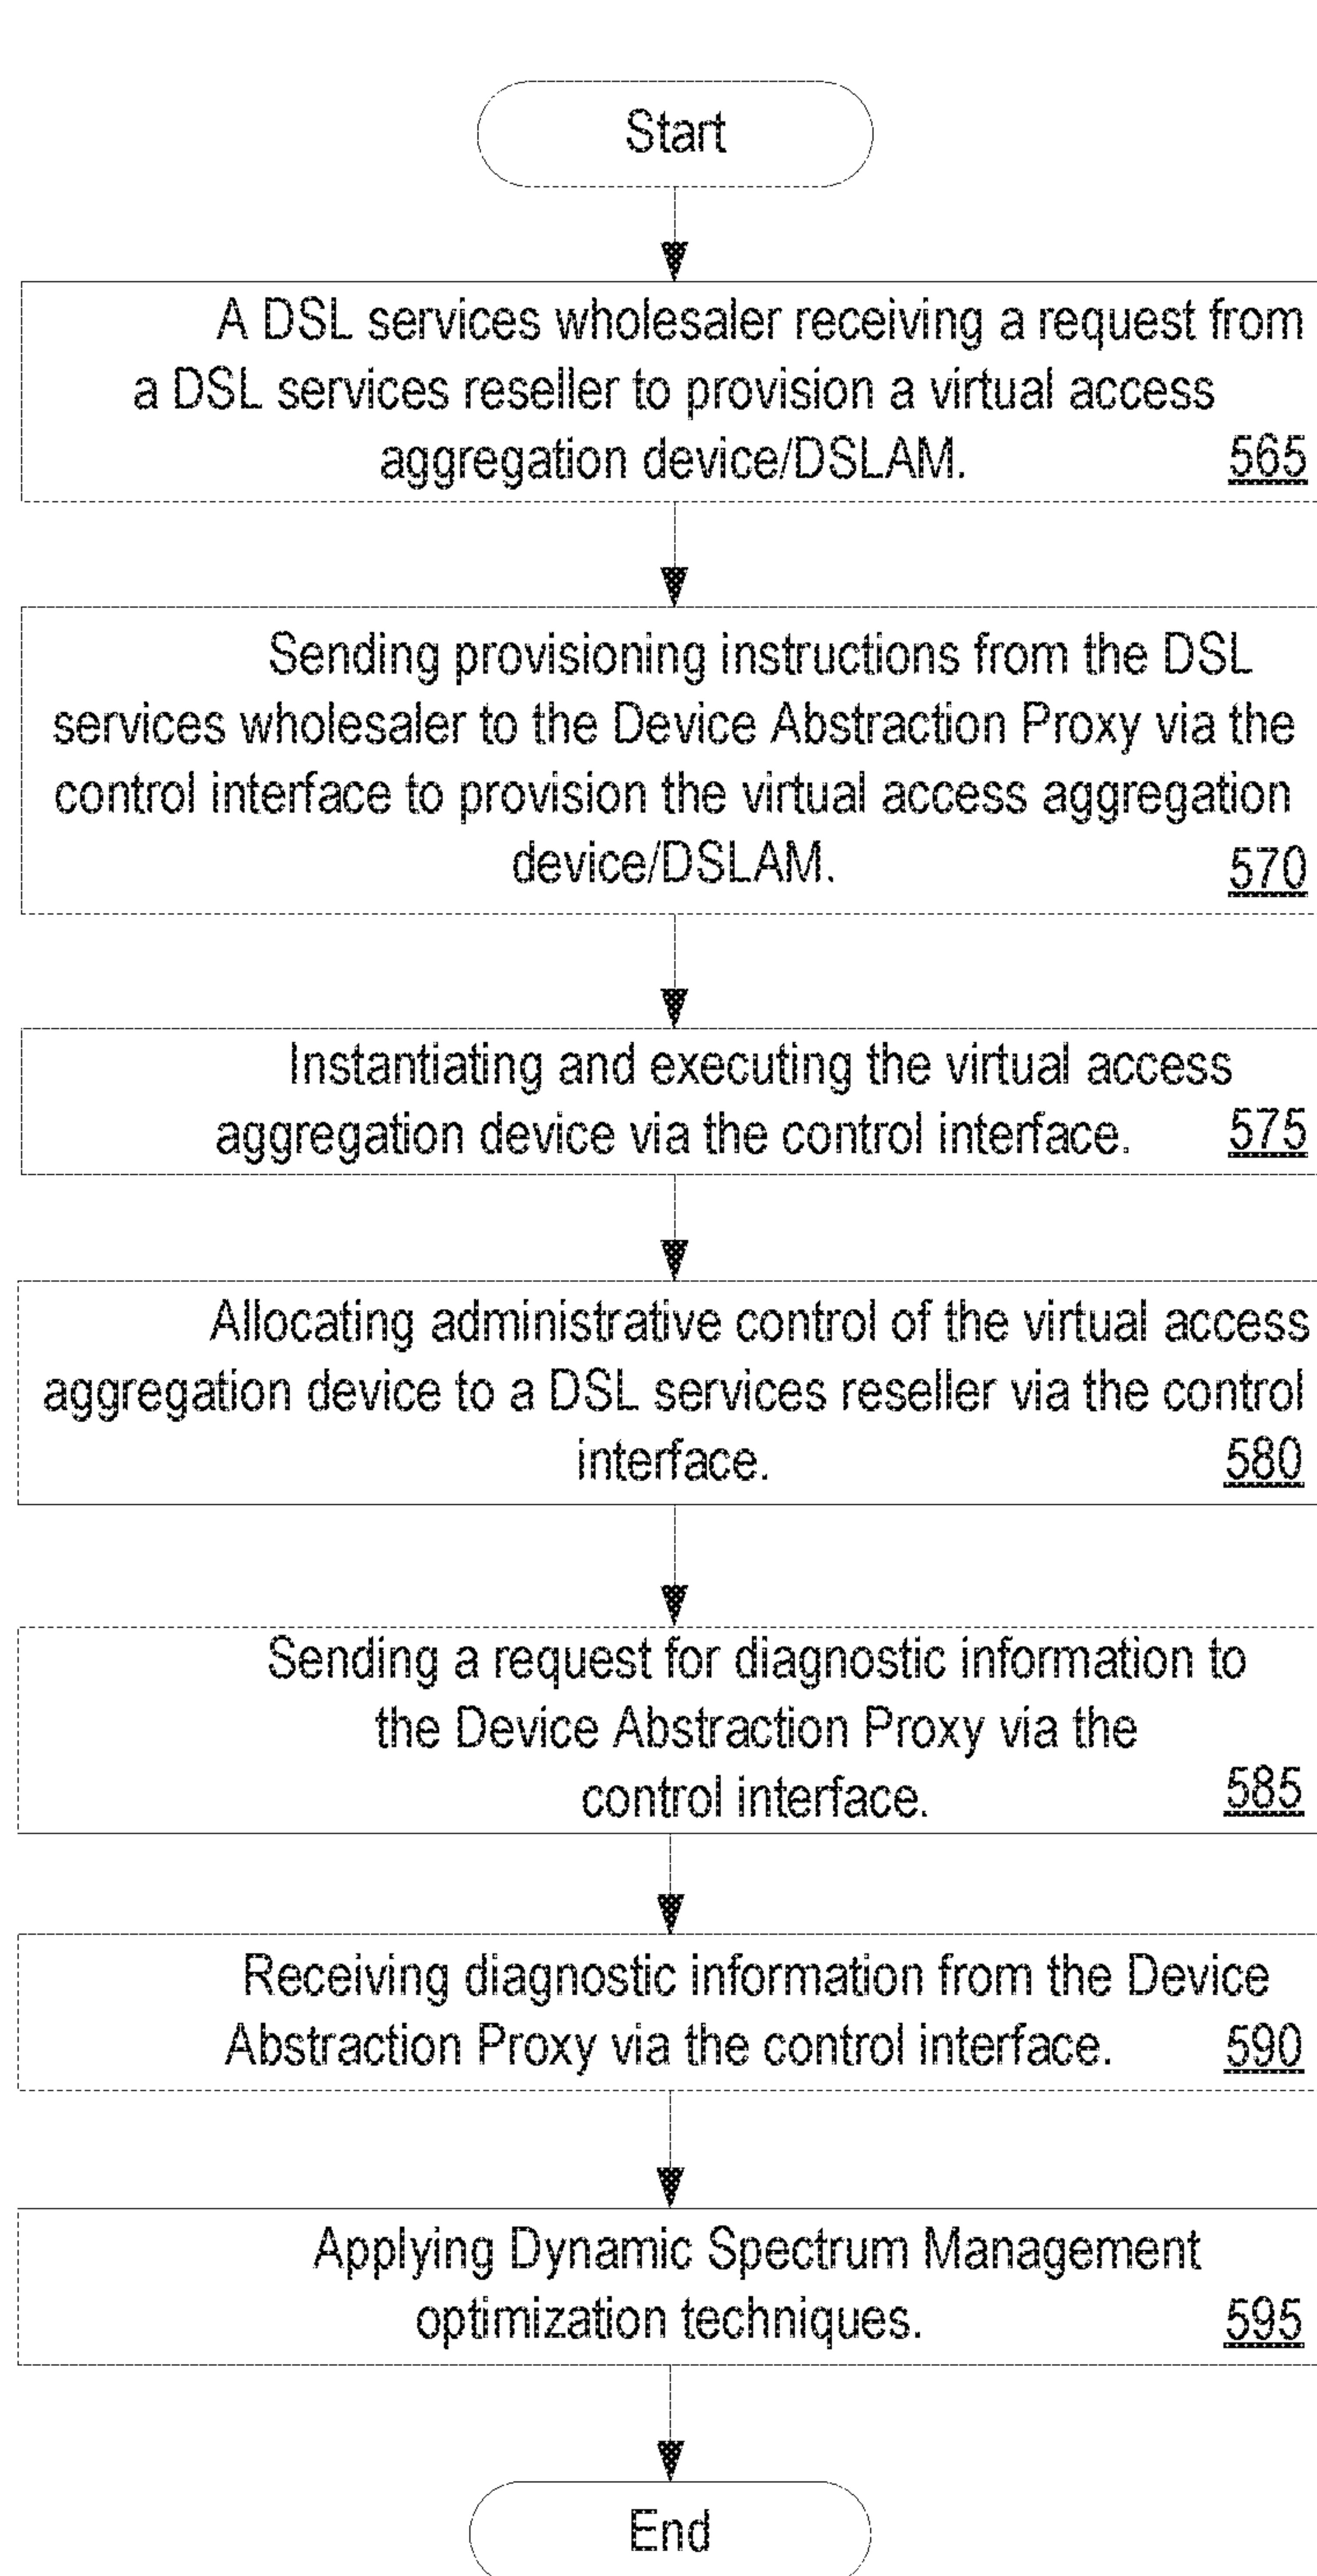 Start
A DSL services wholesaler receiving a request from
a DSL services reseller to provision a virtual access
aggregation device/DSLAM. 565
Sending provisioning instructions from the DSL
services wholesaler to the Device Abstraction Proxy via the
control interface to provision the virtual access aggregation
device/DSLAM. 570
Instantiating and executing the virtual access
aggregation device via the control interface. 575
Allocating administrative control of the virtual access
aggregation device to a DSL services reseller via the control
interface. 580
Sending a request for diagnostic information to
the Device Abstraction Proxy via the
control interface. 585
Receiving diagnostic information from the Device
Abstraction Proxy via the control interface. 590
Applying Dynamic Spectrum Management
optimization techniques. 595
End